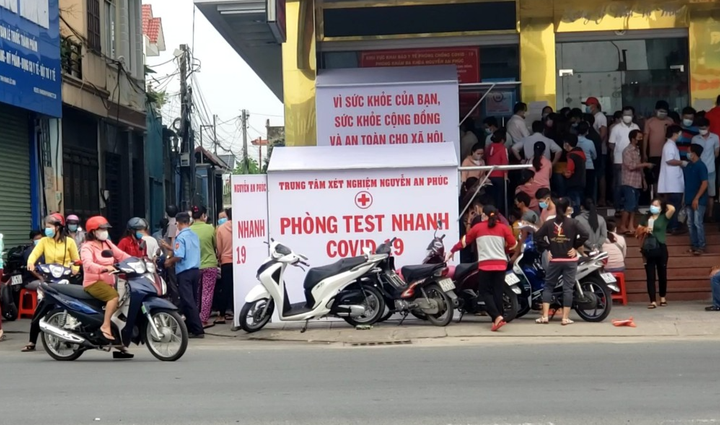 VÌ SỨC KHỎE CỦA BẠN,
SỨC KHỎE CỘNG ĐỒNG
VÀ AN TOÀN CHO XÃ HỘI.
TRUNG TÂM XÉT NGHIỆM NGUYỄN AN PHÚC
PHÒNG TEST NHANH
COVID-19
NGUYỄN AN PHÚC
NHANH
19